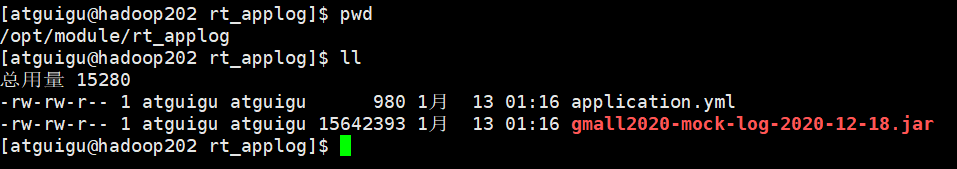 [atguigu@hadoop202 rt_applog]$ pwd
/opt/module/rt_applog
[atguigu@hadoop202 rt_applog]$ ll
总用量 15280
-rw-rw-r-- 1 atguigu atguigu      980 1月  13 01:16 application.yml
-rw-rw-r-- 1 atguigu atguigu 15642393 1月  13 01:16 gmall2020-mock-log-2020-12-18.jar
[atguigu@hadoop202 rt_applog]$